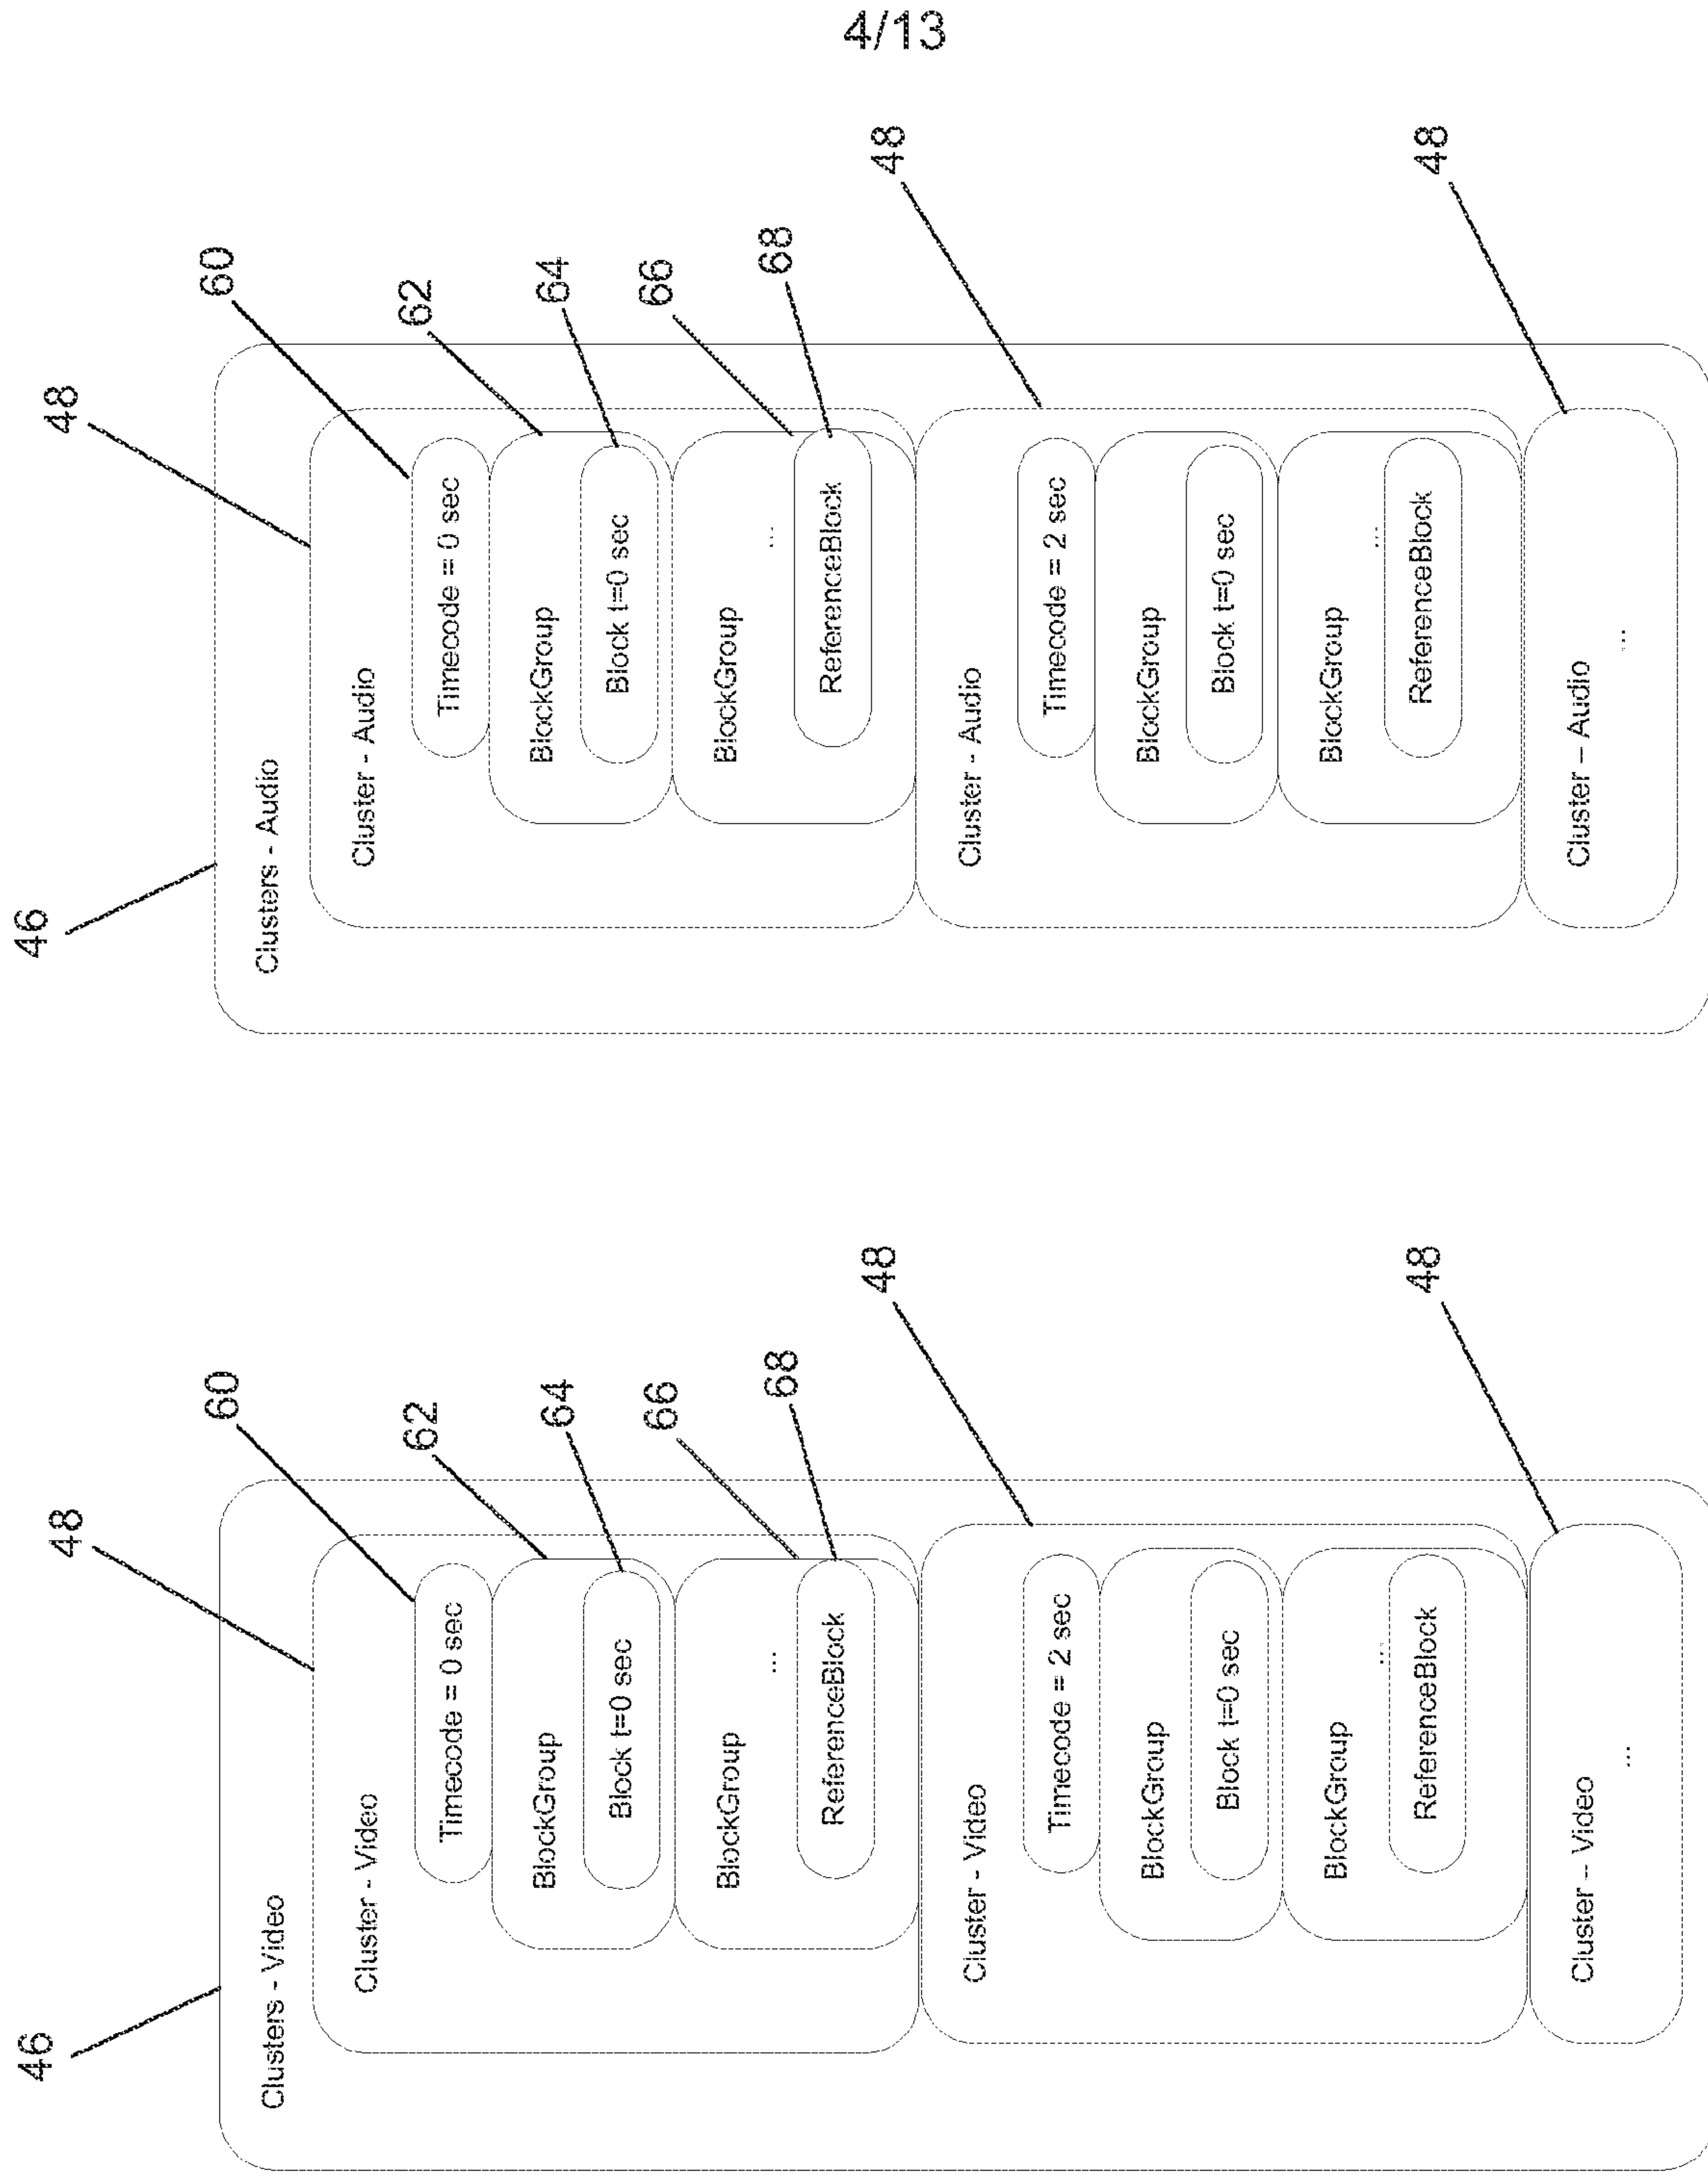 4/13
46
Clusters - Video
48
Cluster - Video
60
Timecode = 0 sec
62
BlockGroup
64
Block t=0 sec
66
BlockGroup
...
68
ReferenceBlock
48
Cluster - Video
Timecode = 2 sec
BlockGroup
Block t=0 sec
BlockGroup
...
ReferenceBlock
48
Cluster – Video
...
46
Clusters - Audio
48
Cluster - Audio
60
Timecode = 0 sec
62
BlockGroup
64
Block t=0 sec
66
BlockGroup
...
68
ReferenceBlock
48
Cluster - Audio
Timecode = 2 sec
BlockGroup
Block t=0 sec
BlockGroup
...
ReferenceBlock
48
Cluster – Audio
...